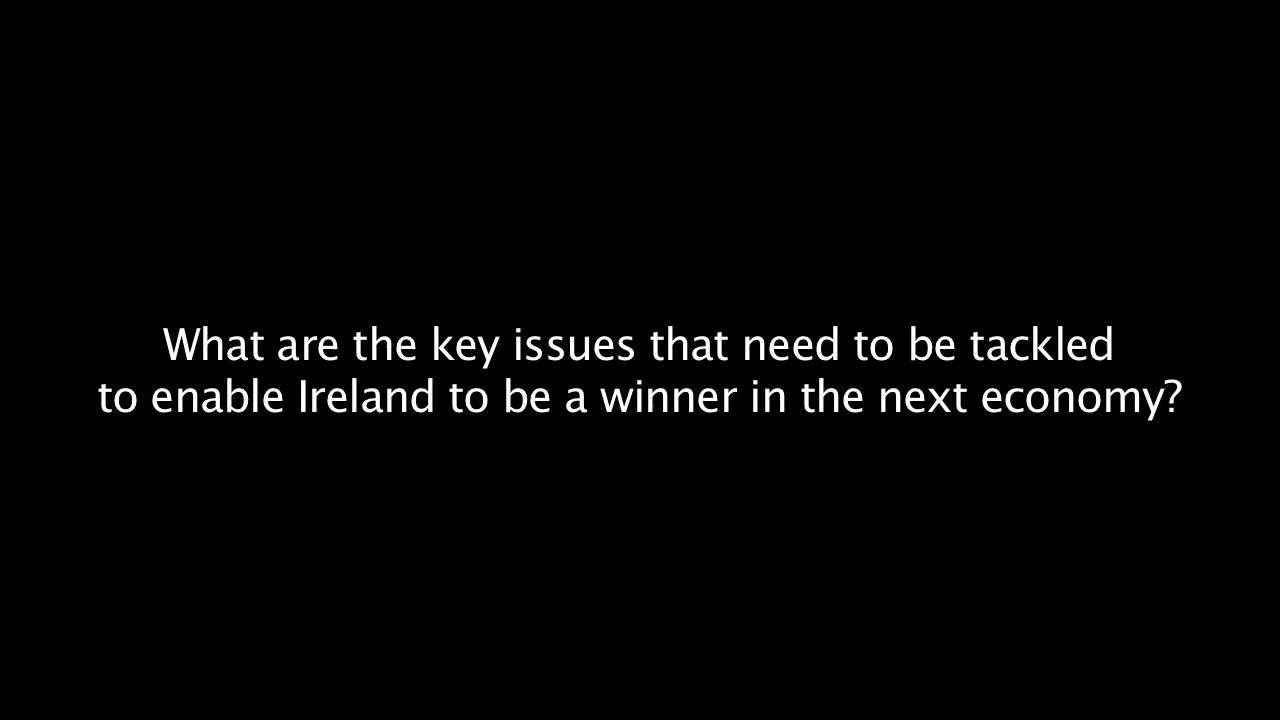 What are the key issues that need to be tackled
to enable Ireland to be a winner in the next economy?